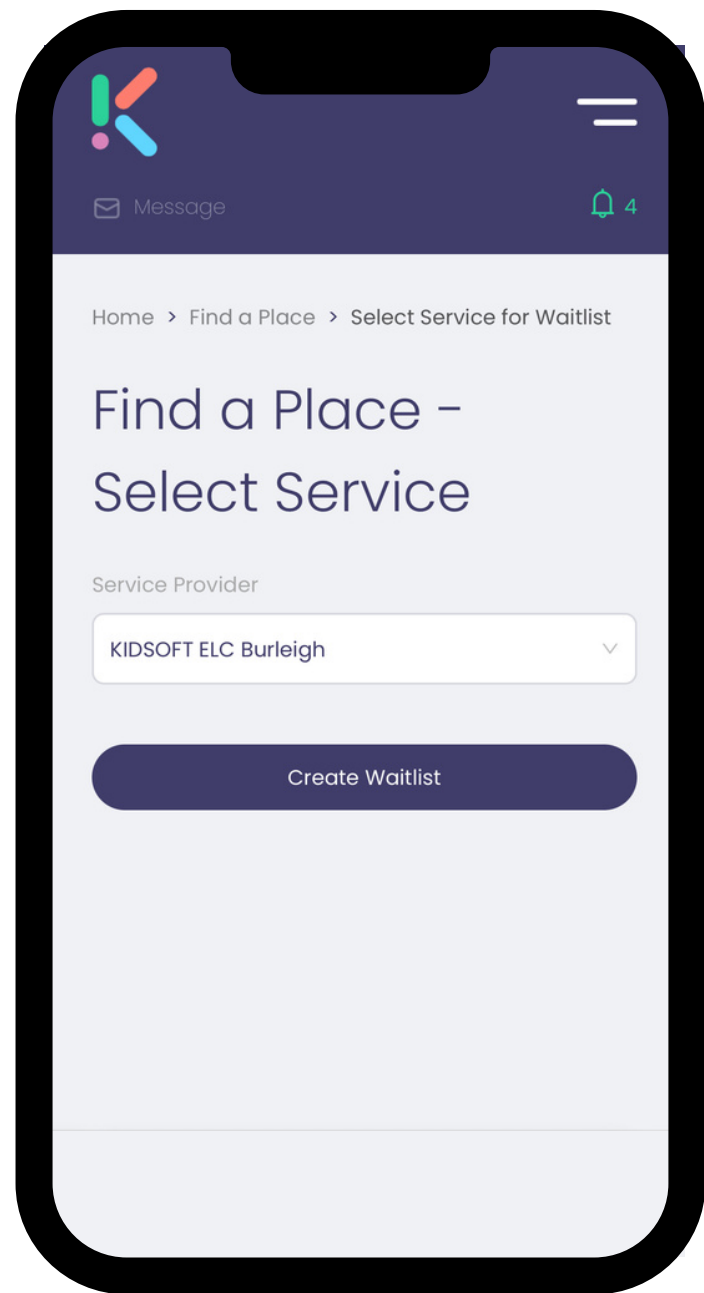 Message
4
Home > Find a Place > Select Service for Waitlist
Find a Place -
Select Service
Service Provider
KIDSOFT ELC Burleigh
Create Waitlist